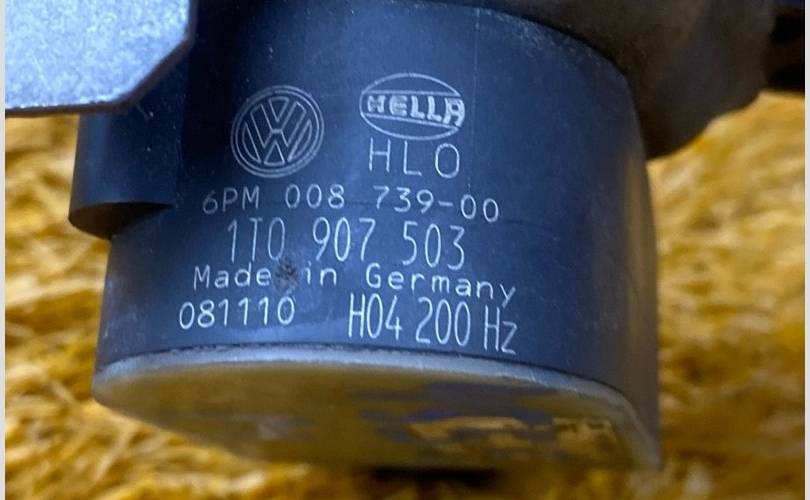 HELLA
HLO
6PM 008 739-00
1T0 907 503
Made in Germany
081110 H04 200 Hz